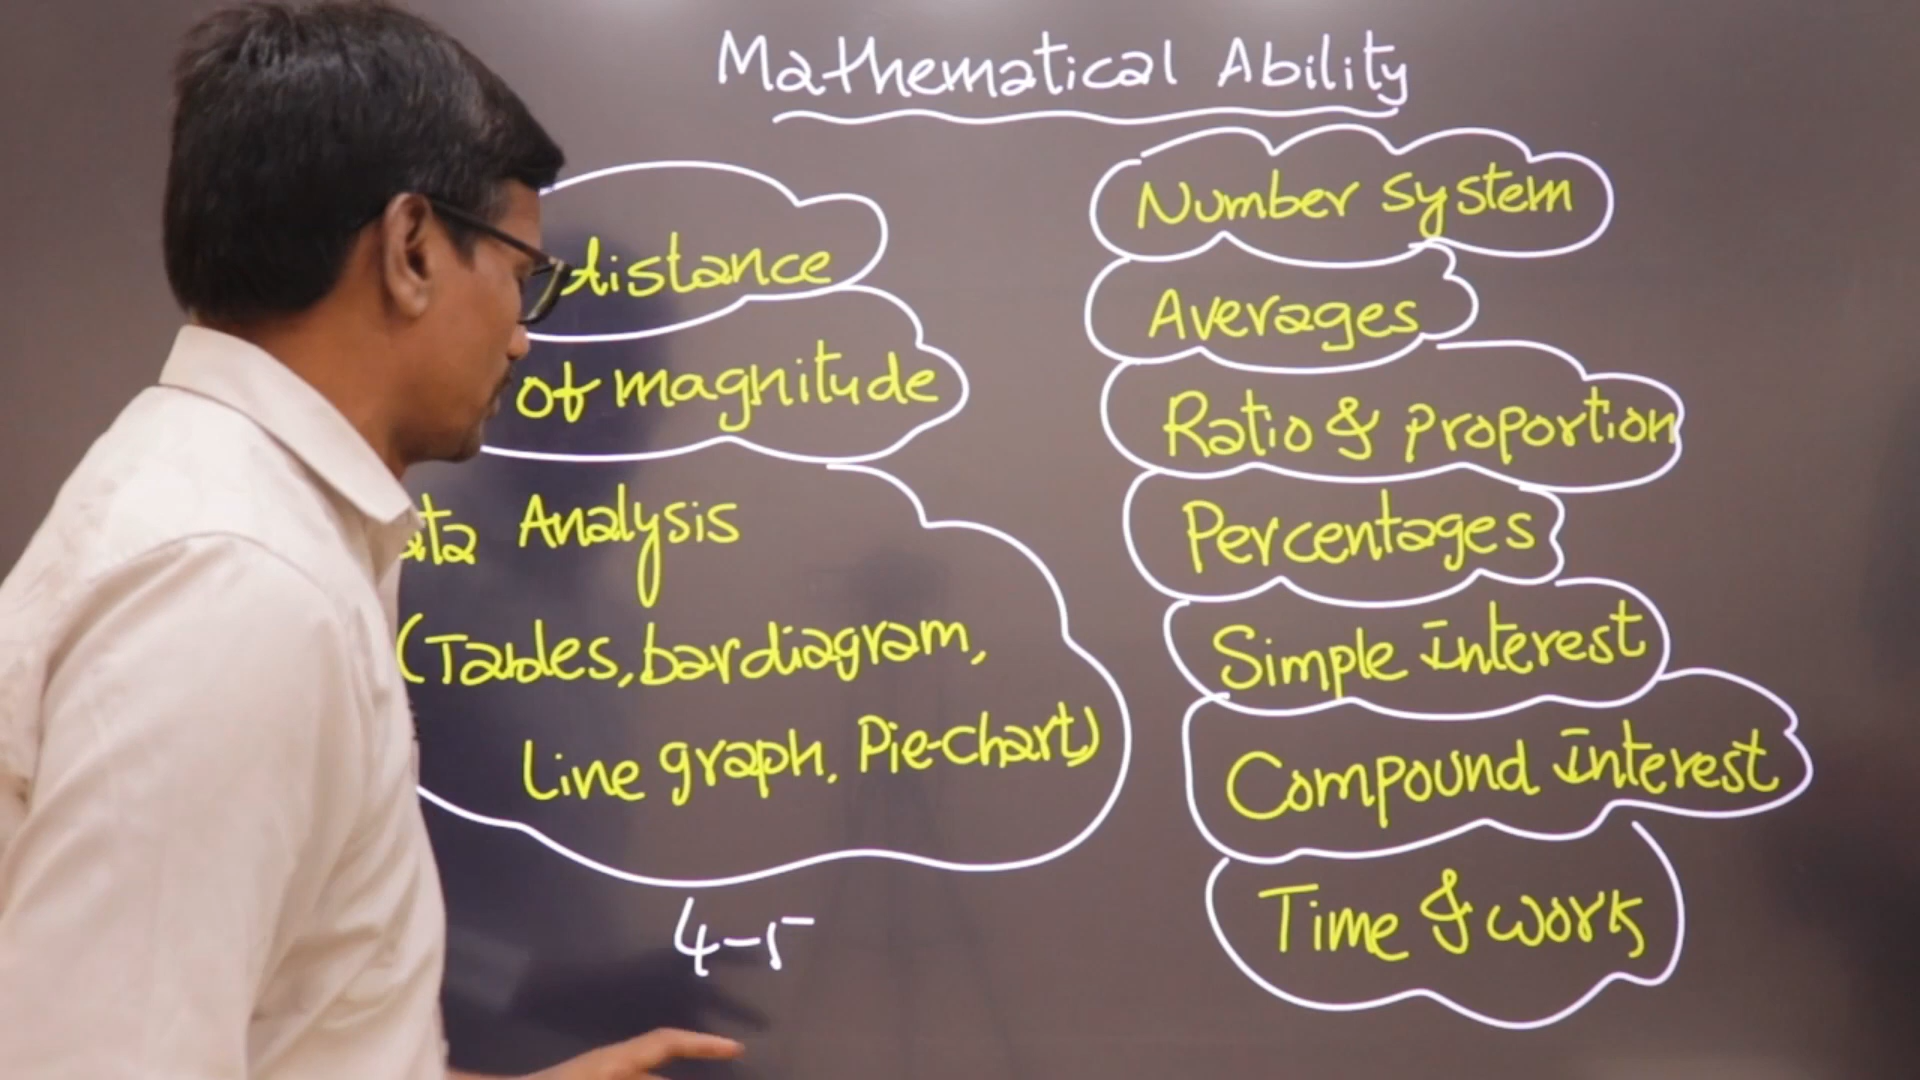 Mathematical Ability
distance
of magnitude
Analysis
(Tables, bardiagram,
Line graph, Pie-chart)
4-5
Number system
Averages
Ratio & proportion
Percentages
Simple Interest
Compound Interest
Time & work